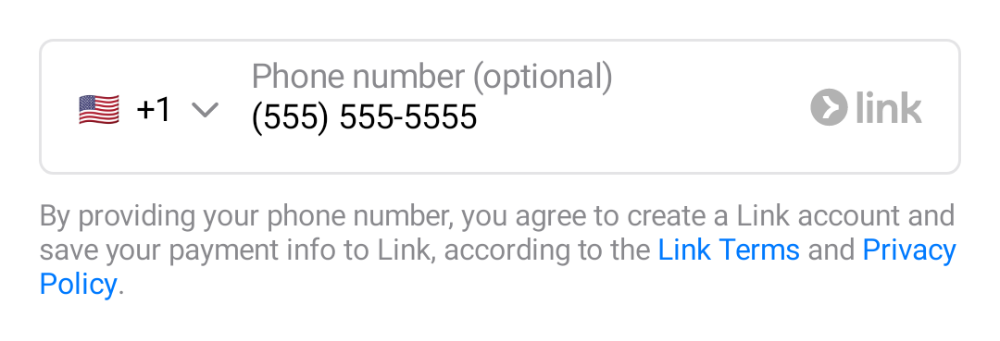 Phone number (optional)
+1 (555) 555-5555
link
By providing your phone number, you agree to create a Link account and
save your payment info to Link, according to the Link Terms and Privacy
Policy.